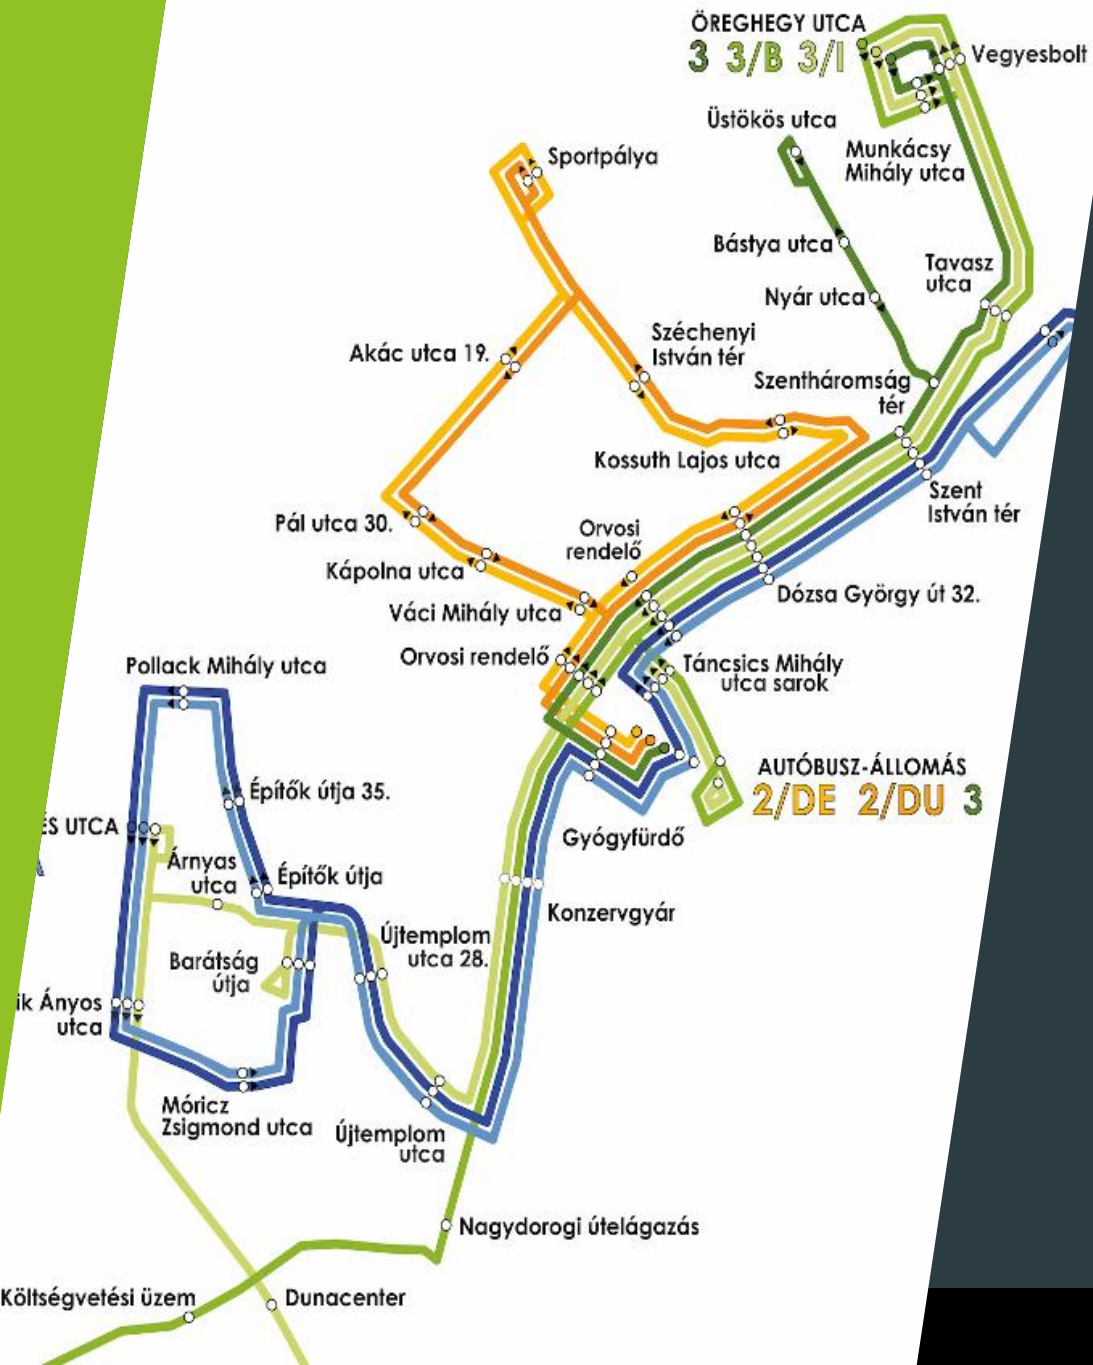 ÖREGHEGY UTCA
3 3/B 3/I
Vegyesbolt
Üstökös utca
Munkácsy
Mihály utca
Sportpálya
Bástya utca
Tavasz
utca
Nyár utca
Széchenyi
István tér
Akác utca 19.
Szentháromság
tér
Kossuth Lajos utca
Szent
István tér
Pál utca 30.
Orvosi
rendelő
Kápolna utca
Dózsa György út 32.
Váci Mihály utca
Orvosi rendelő
Táncsics Mihály
utca sarok
Pollack Mihály utca
AUTÓBUSZ-ÁLLOMÁS
2/DE 2/DU 3
Építők útja 35.
ÉS UTCA
Gyógyfürdő
Árnyas
utca
Építők útja
Konzervgyár
Újtemplom
utca 28.
Barátság
útja
ik Ányos
utca
Móricz
Zsigmond utca
Újtemplom
utca
Nagydorogi útelágazás
Költségvetési üzem
Dunacenter